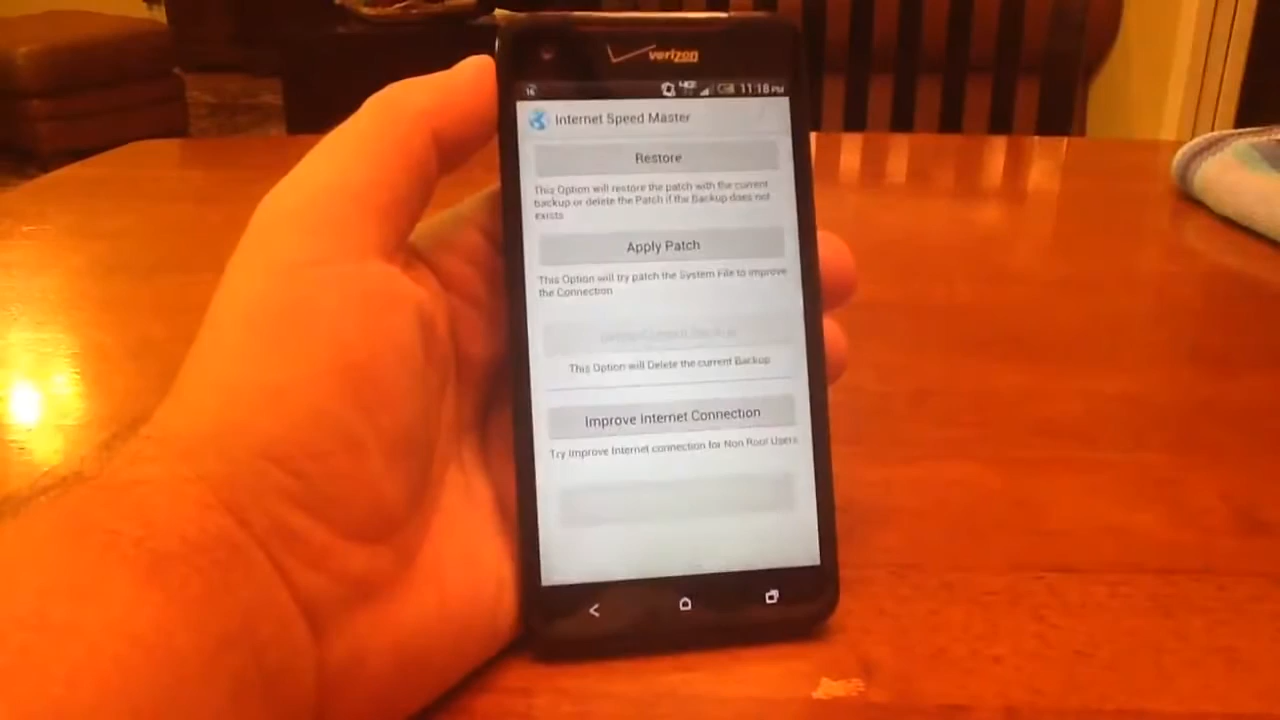 verizon
16
11:18 PM
Internet Speed Master
Restore
This Option will restore the patch with the current
backup or delete the Patch if the Backup does not
exists
Apply Patch
This Option will try patch the System File to improve
the Connection
This Option will Delete the current Backup
Improve Internet Connection
Try Improve Internet connection for Non Root Users